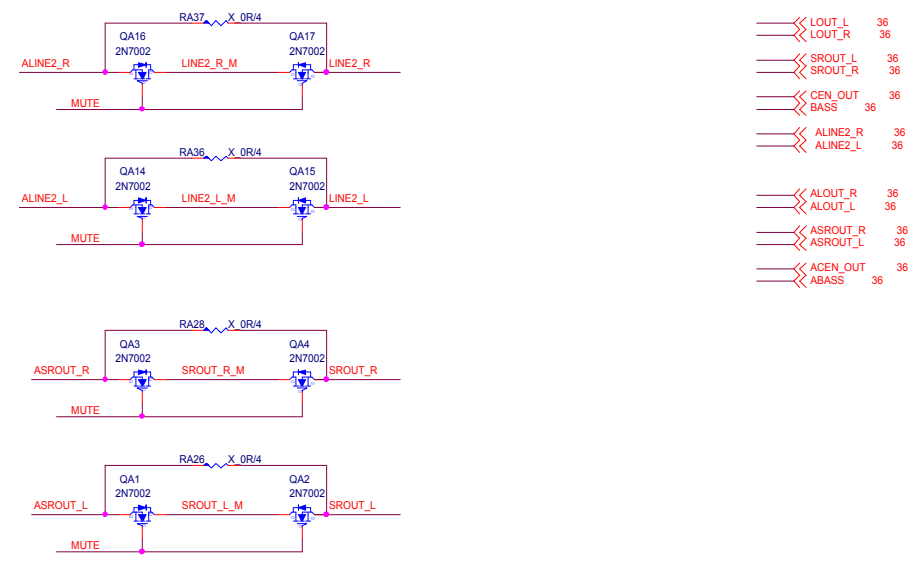 RA37 X_0R/4
QA16 QA17
2N7002 2N7002
ALINE2_R LINE2_R_M LINE2_R
MUTE
RA36 X_0R/4
QA14 QA15
2N7002 2N7002
ALINE2_L LINE2_L_M LINE2_L
MUTE
RA28 X_0R/4
QA3 QA4
2N7002 2N7002
ASROUT_R SROUT_R_M SROUT_R
MUTE
RA26 X_0R/4
QA1 QA2
2N7002 2N7002
ASROUT_L SROUT_L_M SROUT_L
MUTE
LOUT_L 36
LOUT_R 36
SROUT_L 36
SROUT_R 36
CEN_OUT 36
BASS 36
ALINE2_R 36
ALINE2_L 36
ALOUT_R 36
ALOUT_L 36
ASROUT_R 36
ASROUT_L 36
ACEN_OUT 36
ABASS 36